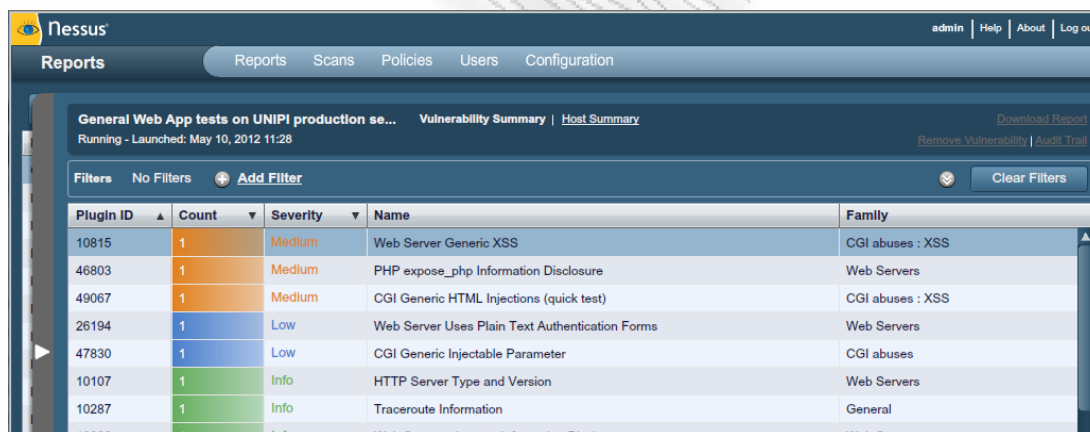 Nessus
admin | Help | About | Log ou
Reports
Reports Scans Policies Users Configuration
General Web App tests on UNIPI production se... Vulnerability Summary | Host Summary
Download Report
Running - Launched: May 10, 2012 11:28
Remove Vulnerability | Audit Trail
Filters No Filters Add Filter
Clear Filters
Plugin ID Count Severity Name Family
10815 1 Medium Web Server Generic XSS CGI abuses : XSS
46803 1 Medium PHP expose_php Information Disclosure Web Servers
49067 1 Medium CGI Generic HTML Injections (quick test) CGI abuses : XSS
26194 1 Low Web Server Uses Plain Text Authentication Forms Web Servers
47830 1 Low CGI Generic Injectable Parameter CGI abuses
10107 1 Info HTTP Server Type and Version Web Servers
10287 1 Info Traceroute Information General